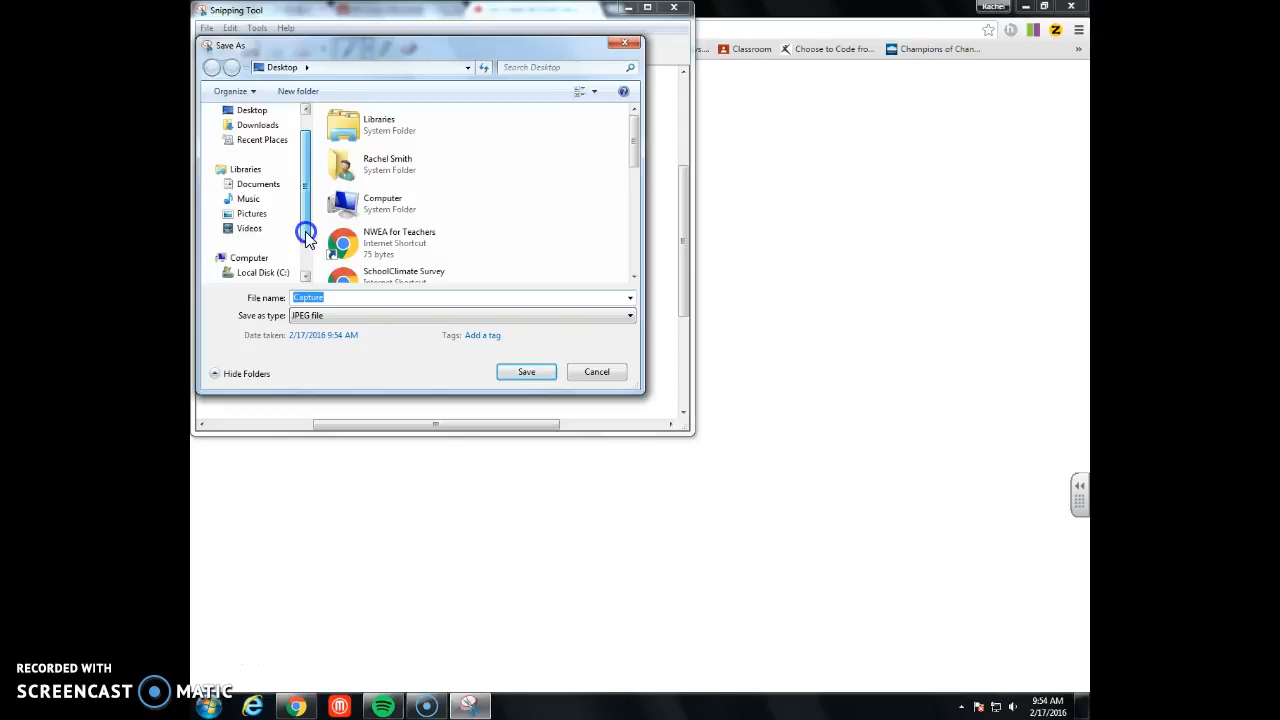 Snipping Tool
Rachel
File Edit Tools Help
Save As
Classroom Choose to Code from... Champions of Chan... »
Desktop
Search Desktop
Organize New folder
Desktop
Downloads
Recent Places
Libraries
Documents
Music
Pictures
Videos
Computer
Local Disk (C:)
Libraries
System Folder
Rachel Smith
System Folder
Computer
System Folder
NWEA for Teachers
Internet Shortcut
75 bytes
SchoolClimate Survey
Internet Shortcut
File name: Capture
Save as type: JPEG file
Date taken: 2/17/2016 9:54 AM Tags: Add a tag
Hide Folders
Save
Cancel
RECORDED WITH
SCREENCAST MATIC
9:54 AM
2/17/2016